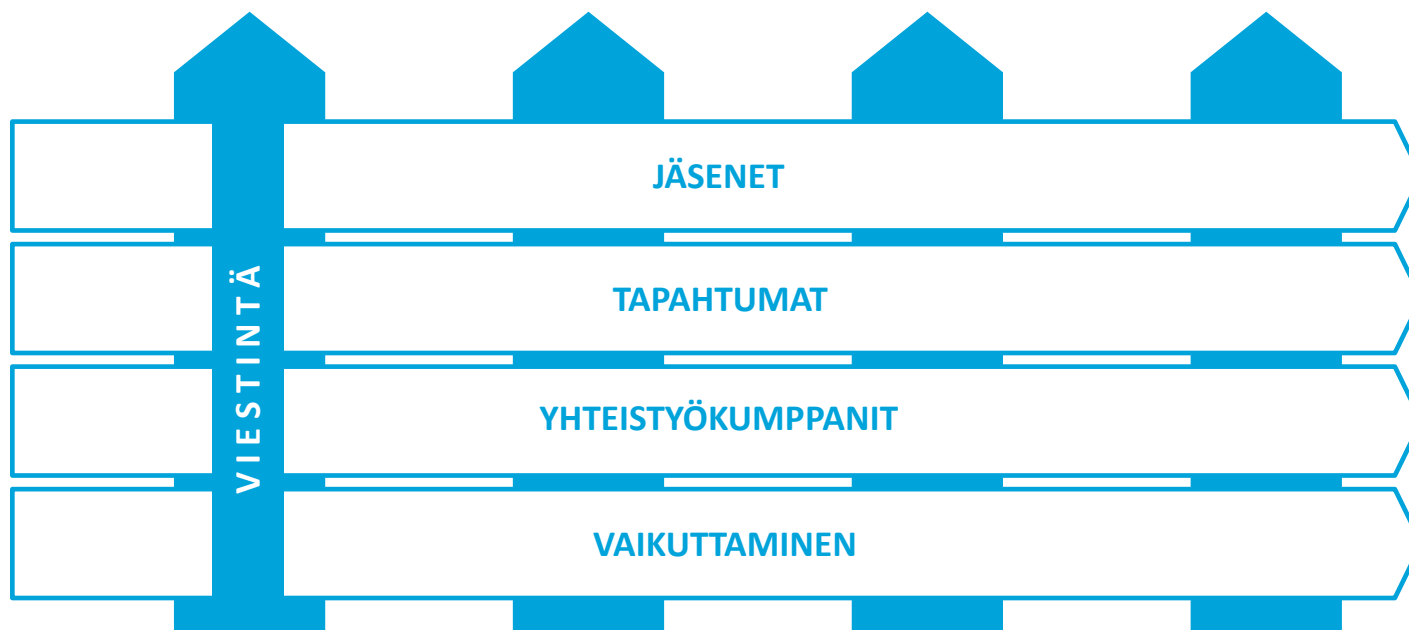 JÄSENET
TAPAHTUMAT
YHTEISTYÖKUMPPANIT
VAIKUTTAMINEN
VIESTINTÄ